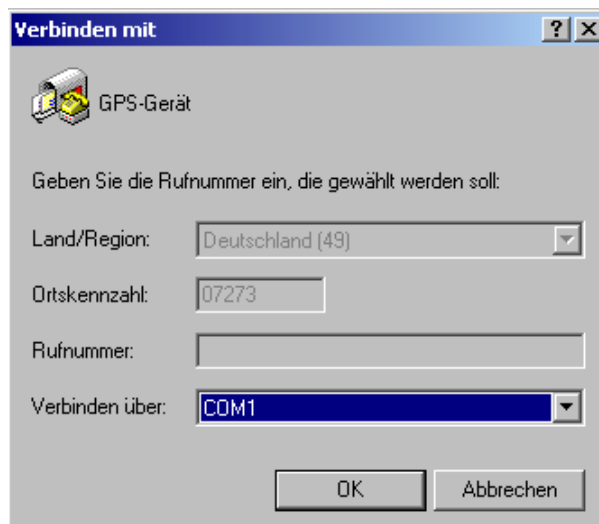 Verbinden mit
GPS-Gerät
Geben Sie die Rufnummer ein, die gewählt werden soll:
Land/Region: Deutschland (49)
Ortskennzahl: 07273
Rufnummer:
Verbinden über: COM1
OK Abbrechen